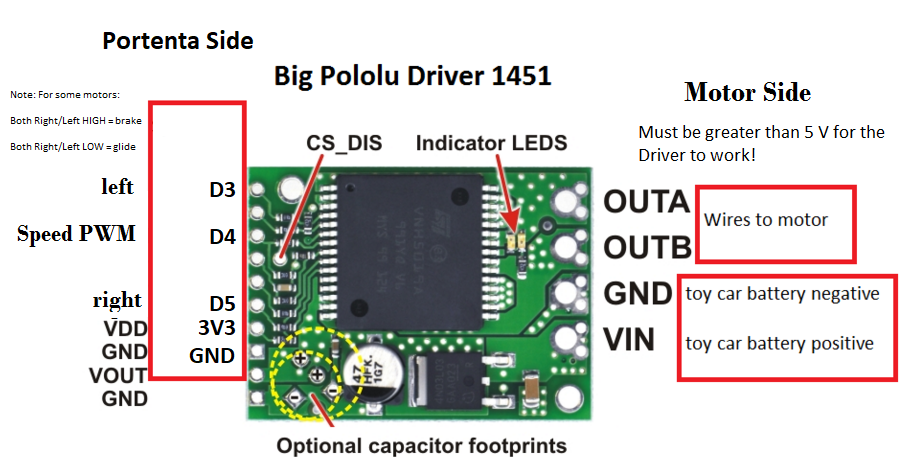 Portenta Side
Big Pololu Driver 1451
Motor Side
Note: For some motors:
Both Right/Left HIGH = brake
Both Right/Left LOW = glide
Must be greater than 5 V for the
Driver to work!
CS_DIS
Indicator LEDS
left D3
Speed PWM D4
right D5
VDD 3V3
GND GND
VOUT
GND
OUTA
OUTB
Wires to motor
GND toy car battery negative
VIN toy car battery positive
47
HFK.
1G7
Optional capacitor footprints